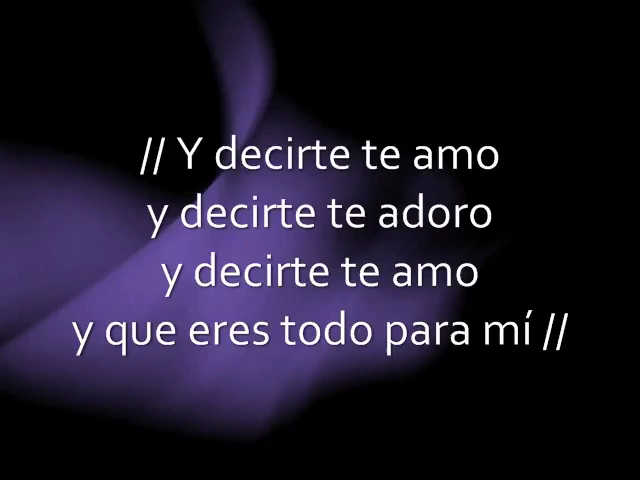 // Y decirte te amo
y decirte te adoro
y decirte te amo
y que eres todo para mí //